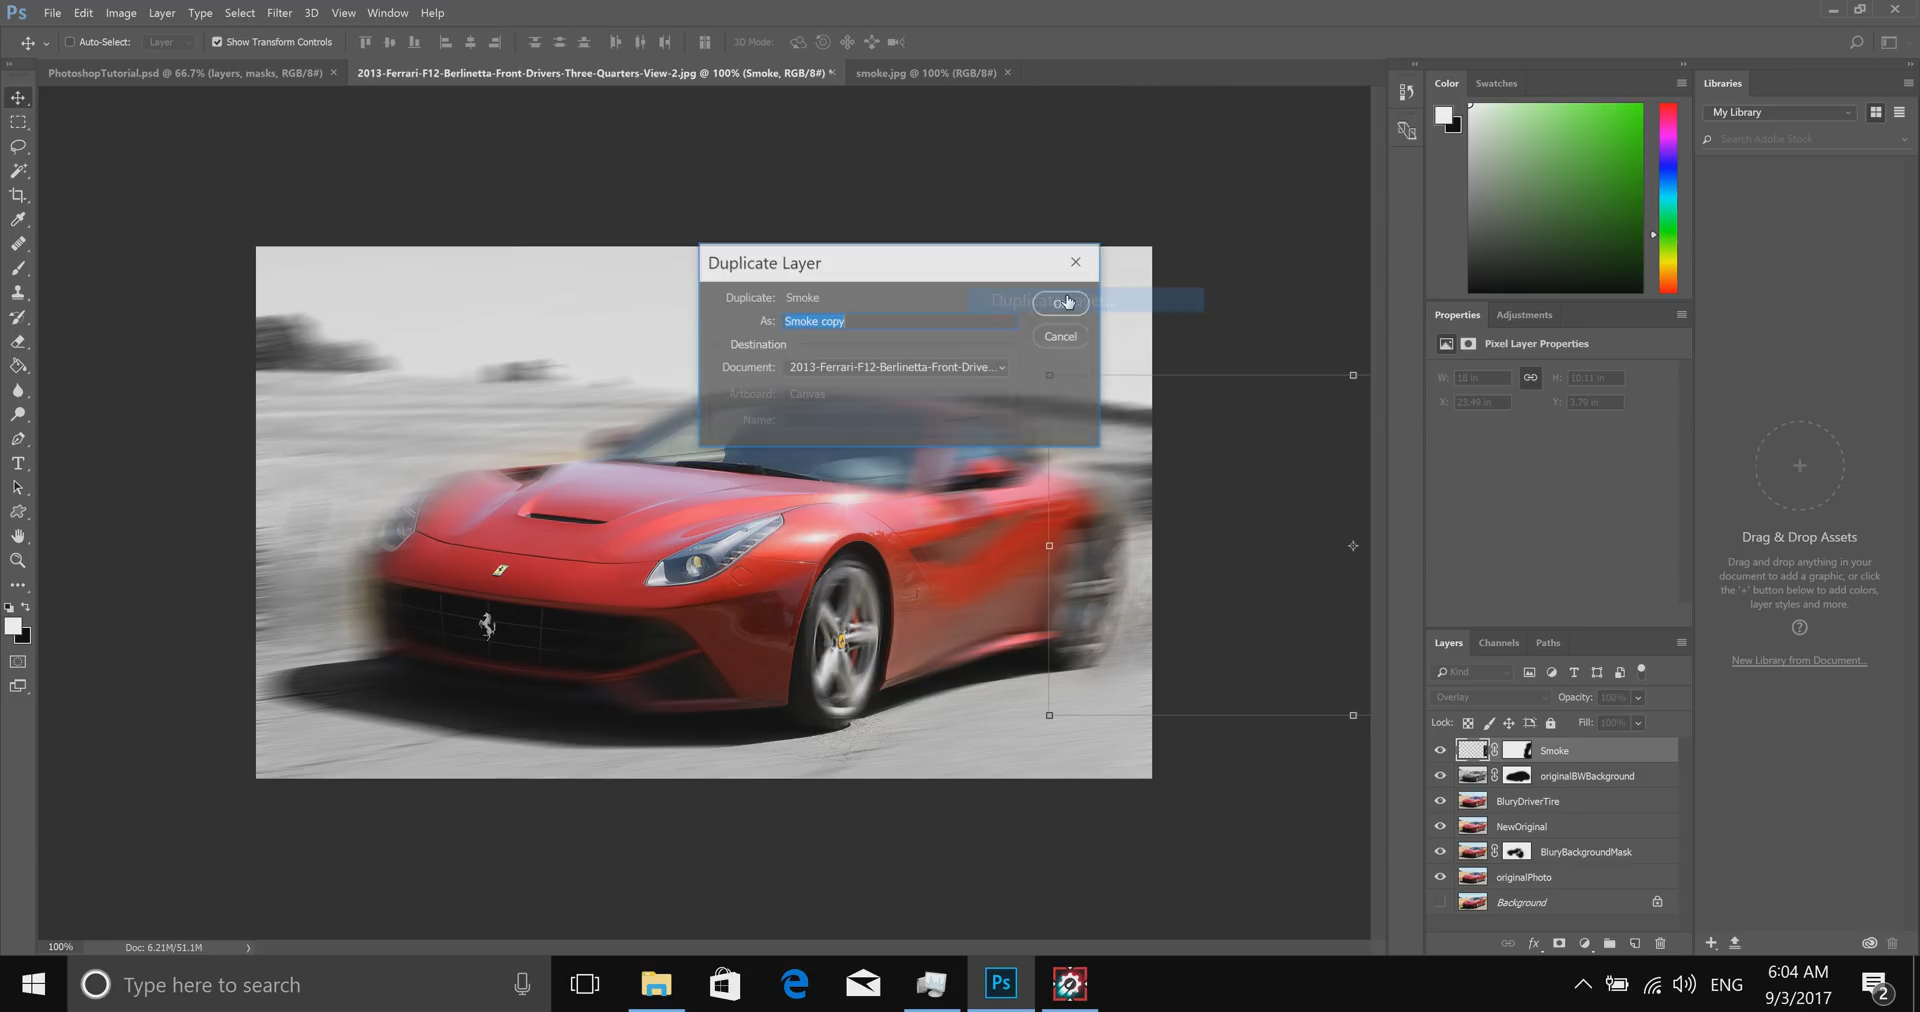 Ps File Edit Image Layer Type Select Filter 3D View Window Help
Auto-Select: Layer Show Transform Controls 3D Mode:
PhotoshopTutorial.psd @ 66.7% (layers, masks, RGB/8#) × 2013-Ferrari-F12-Berlinetta-Front-Drivers-Three-Quarters-View-2.jpg @ 100% (Smoke, RGB/8#) * × smoke.jpg @ 100% (RGB/8#) ×
Color Swatches
Libraries
My Library
Search Adobe Stock
Duplicate Layer
Duplicate: Smoke
As: Smoke copy
Destination
Document: 2013-Ferrari-F12-Berlinetta-Front-Drive...
Artboard: Canvas
Name:
Cancel
Properties Adjustments
Pixel Layer Properties
W: 18 in H: 10.11 in
X: 23.49 in Y: 3.79 in
Drag & Drop Assets
Drag and drop anything in your
document to add a graphic, or click
the '+' button below to add colors,
layer styles and more.
New Library from Document...
Layers Channels Paths
Kind
Overlay Opacity: 100%
Lock: Fill: 100%
Smoke
originalBWBackground
BluryDriverTire
NewOriginal
BluryBackgroundMask
originalPhoto
Background
fx
100% Doc: 6.21M/51.1M
Type here to search
Ps
ENG
6:04 AM
9/3/2017
2